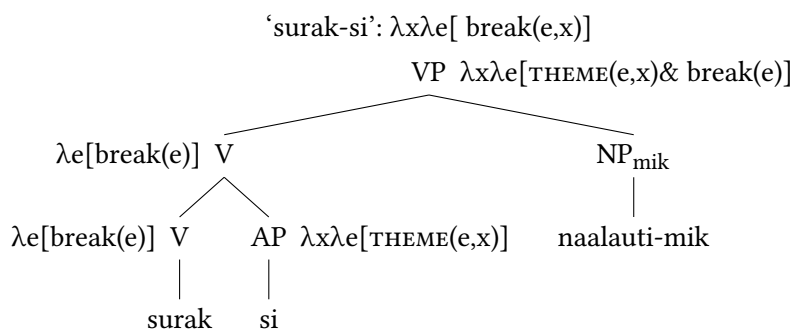 ‘surak-si’: λxλe[ break(e,x)]
VP λxλe[THEME(e,x)& break(e)]
λe[break(e)] V NPmik
λe[break(e)] V AP λxλe[THEME(e,x)] naalauti-mik
surak si